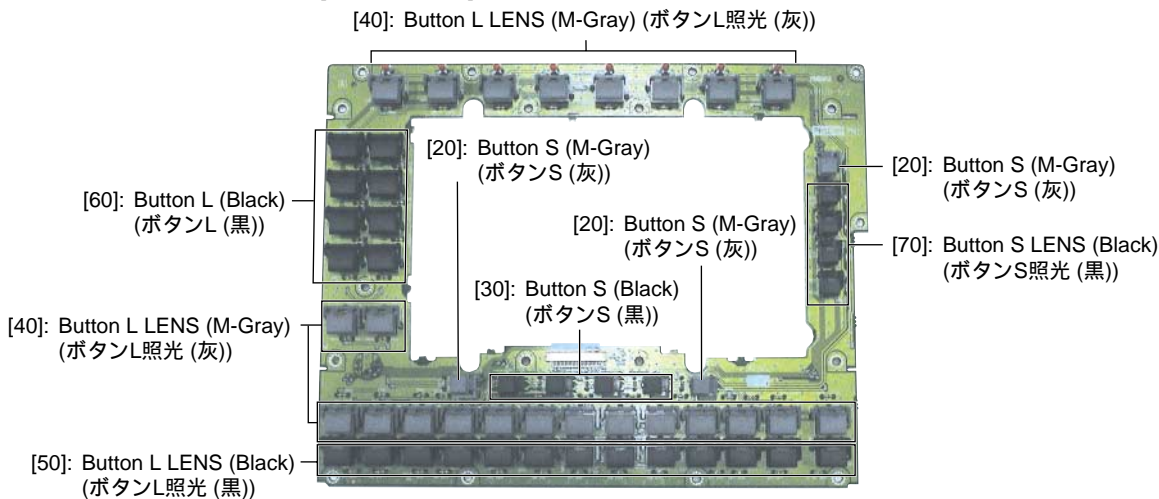 [40]: Button L LENS (M-Gray) (ボタンL照光 (灰))
[20]: Button S (M-Gray)
(ボタンS (灰))
[20]: Button S (M-Gray)
(ボタンS (灰))
[60]: Button L (Black)
(ボタンL (黒))
[20]: Button S (M-Gray)
(ボタンS (灰))
[70]: Button S LENS (Black)
(ボタンS照光 (黒))
[30]: Button S (Black)
(ボタンS (黒))
[40]: Button L LENS (M-Gray)
(ボタンL照光 (灰))
[50]: Button L LENS (Black)
(ボタンL照光 (黒))